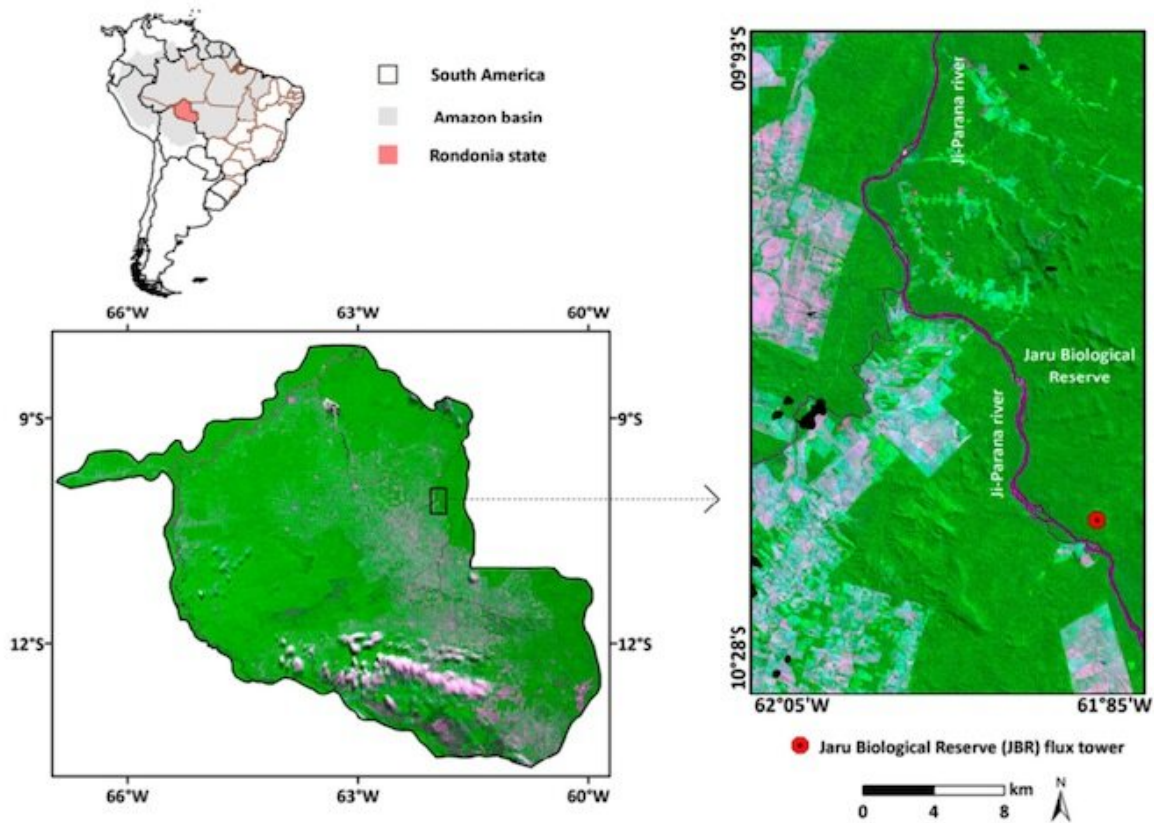 South America
Amazon basin
Rondonia state
66°W 63°W 60°W
9°S 9°S
12°S 12°S
66°W 63°W 60°W
09°93'S
Ji-Parana river
Jaru Biological
Reserve
Ji-Parana river
10°28'S
62°05'W 61°85'W
Jaru Biological Reserve (JBR) flux tower
km
0 4 8
N